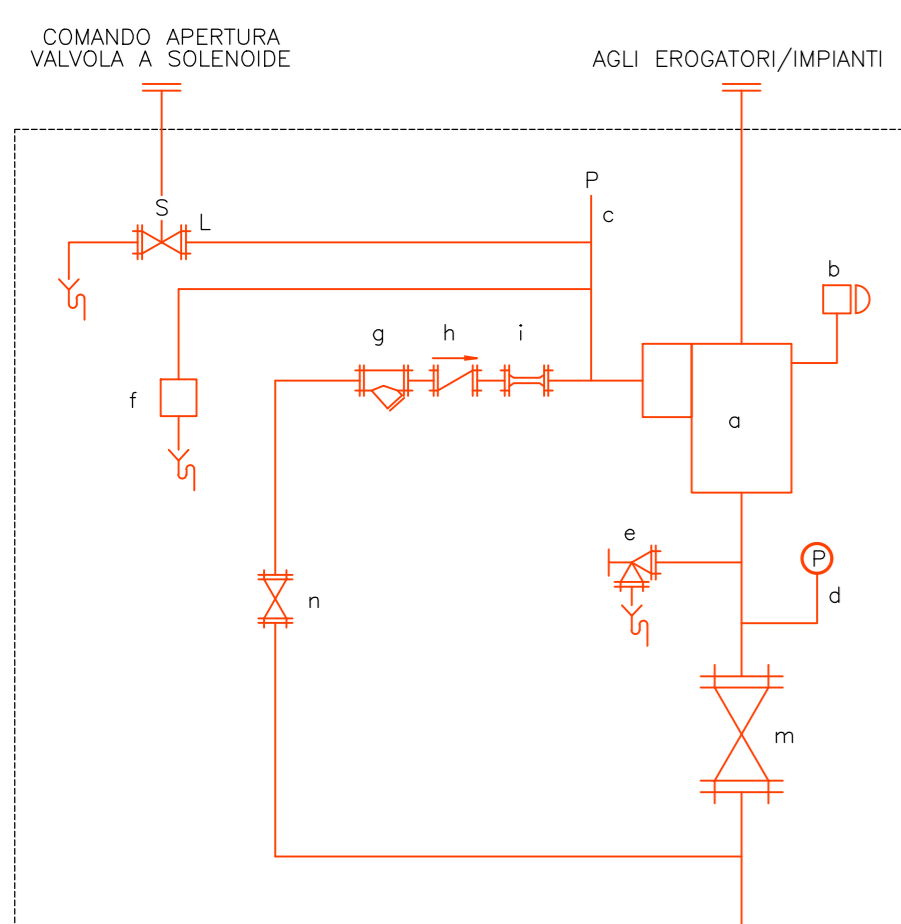 COMANDO APERTURA
VALVOLA A SOLENOIDE
AGLI EROGATORI/IMPIANTI
P
S
L
c
b
g
h
i
f
a
e
P
n
d
m